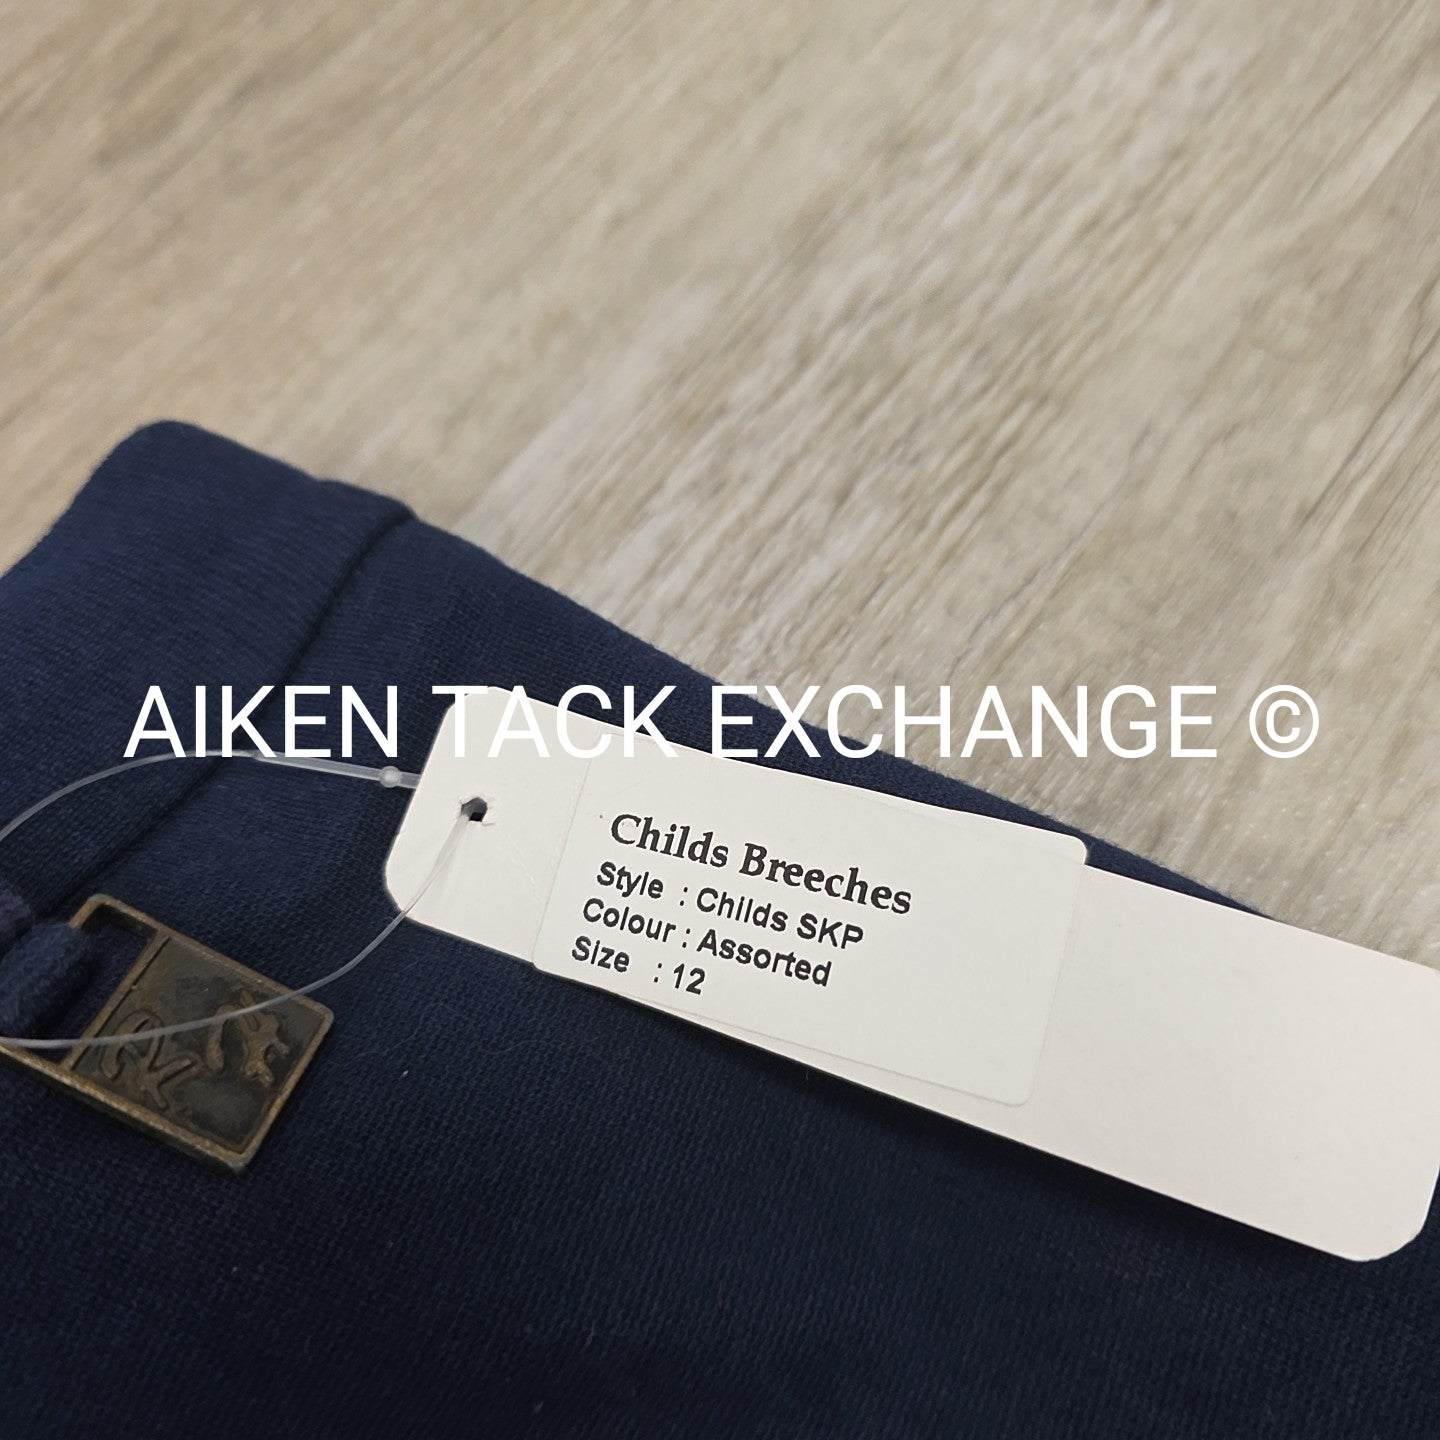 AIKEN TACK EXCHANGE ©
Childs Breeches
Style : Childs SKP
Colour : Assorted
Size : 12